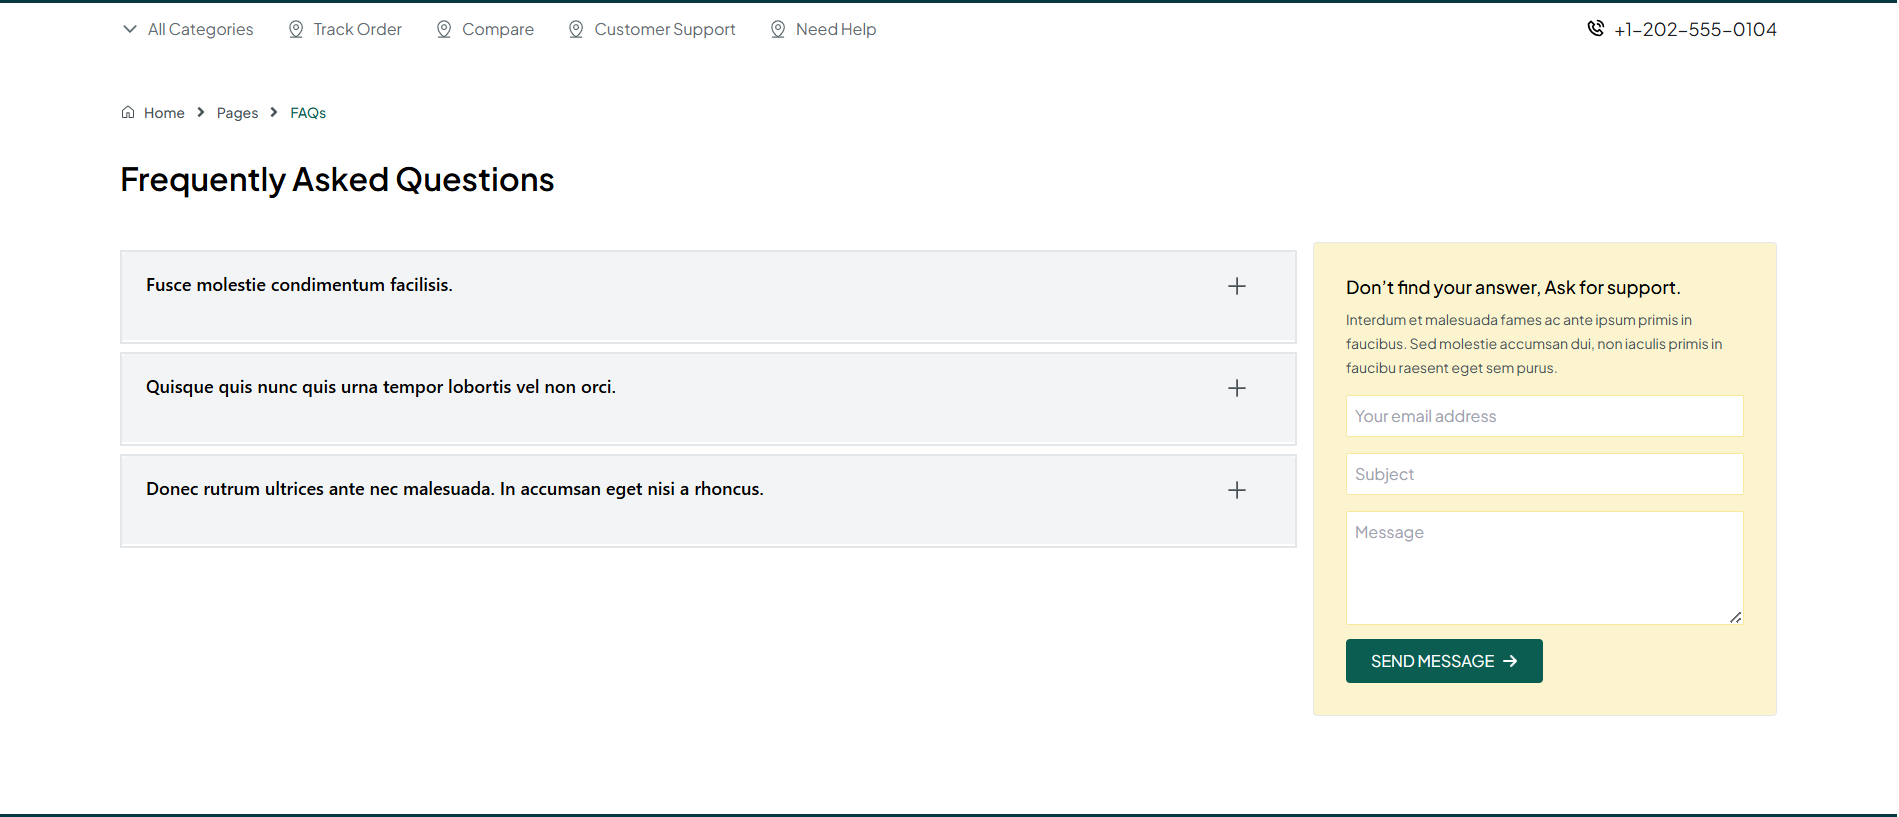 All Categories Track Order Compare Customer Support Need Help +1-202-555-0104
Home Pages FAQs
Frequently Asked Questions
Fusce molestie condimentum facilisis.
Quisque quis nunc quis urna tempor lobortis vel non orci.
Donec rutrum ultrices ante nec malesuada. In accumsan eget nisi a rhoncus.
Don’t find your answer, Ask for support.
Interdum et malesuada fames ac ante ipsum primis in
faucibus. Sed molestie accumsan dui, non iaculis primis in
faucibu raesent eget sem purus.
Your email address
Subject
Message
SEND MESSAGE